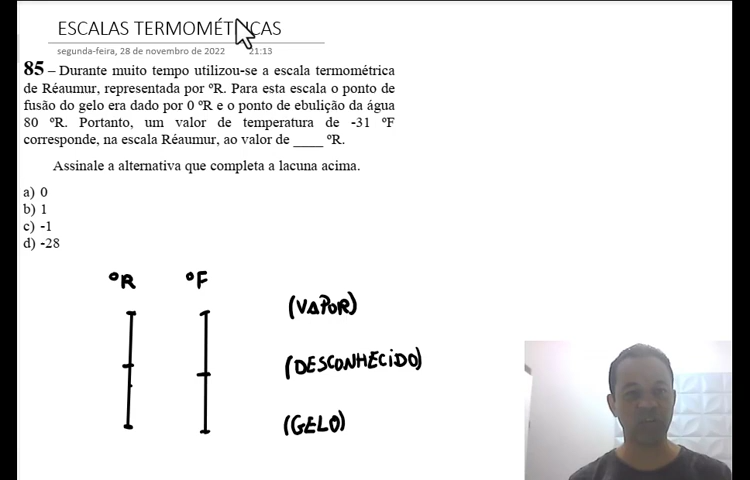 ESCALAS TERMOMÉTRICAS
segunda-feira, 28 de novembro de 2022 21:13
85 – Durante muito tempo utilizou-se a escala termométrica
de Réaumur, representada por ºR. Para esta escala o ponto de
fusão do gelo era dado por 0 ºR e o ponto de ebulição da água
80 ºR. Portanto, um valor de temperatura de -31 ºF
corresponde, na escala Réaumur, ao valor de ____ ºR.
Assinale a alternativa que completa a lacuna acima.
a) 0
b) 1
c) -1
d) -28
ºR ºF
(VAPOR)
(DESCONHECIDO)
(GELO)